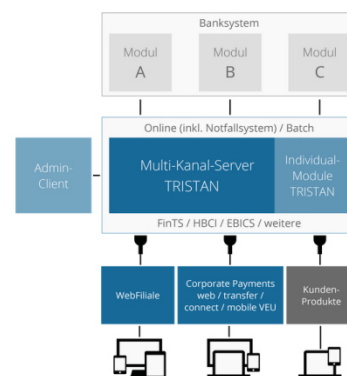 Banksystem
Modul
A
Modul
B
Modul
C
Online (inkl. Notfallsystem) / Batch
Admin-
Client
Multi-Kanal-Server
TRISTAN
Individual-
Module
TRISTAN
FinTS / HBCI / EBICS / weitere
WebFiliale
Corporate Payments
web / transfer /
connect / mobile VEU
Kunden-
Produkte